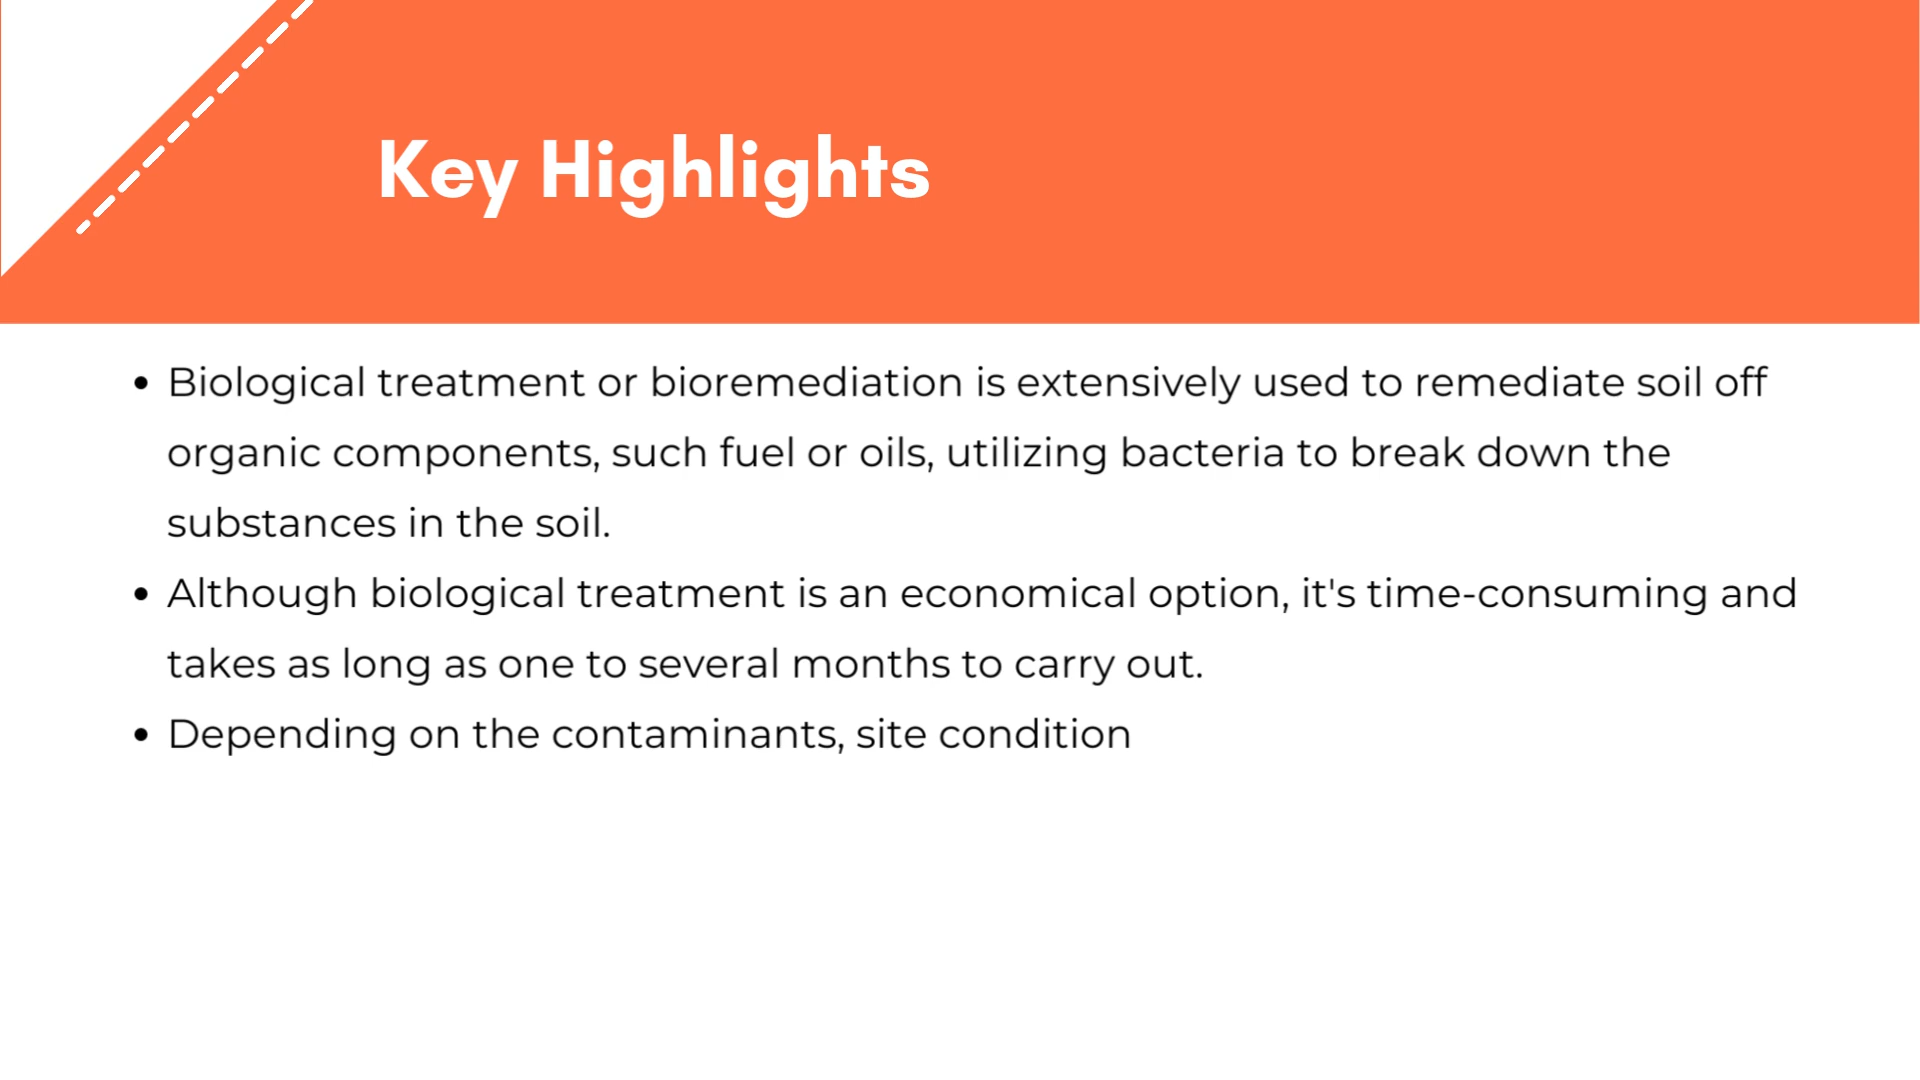 Key Highlights
• Biological treatment or bioremediation is extensively used to remediate soil off
organic components, such fuel or oils, utilizing bacteria to break down the
substances in the soil.
• Although biological treatment is an economical option, it's time-consuming and
takes as long as one to several months to carry out.
• Depending on the contaminants, site condition